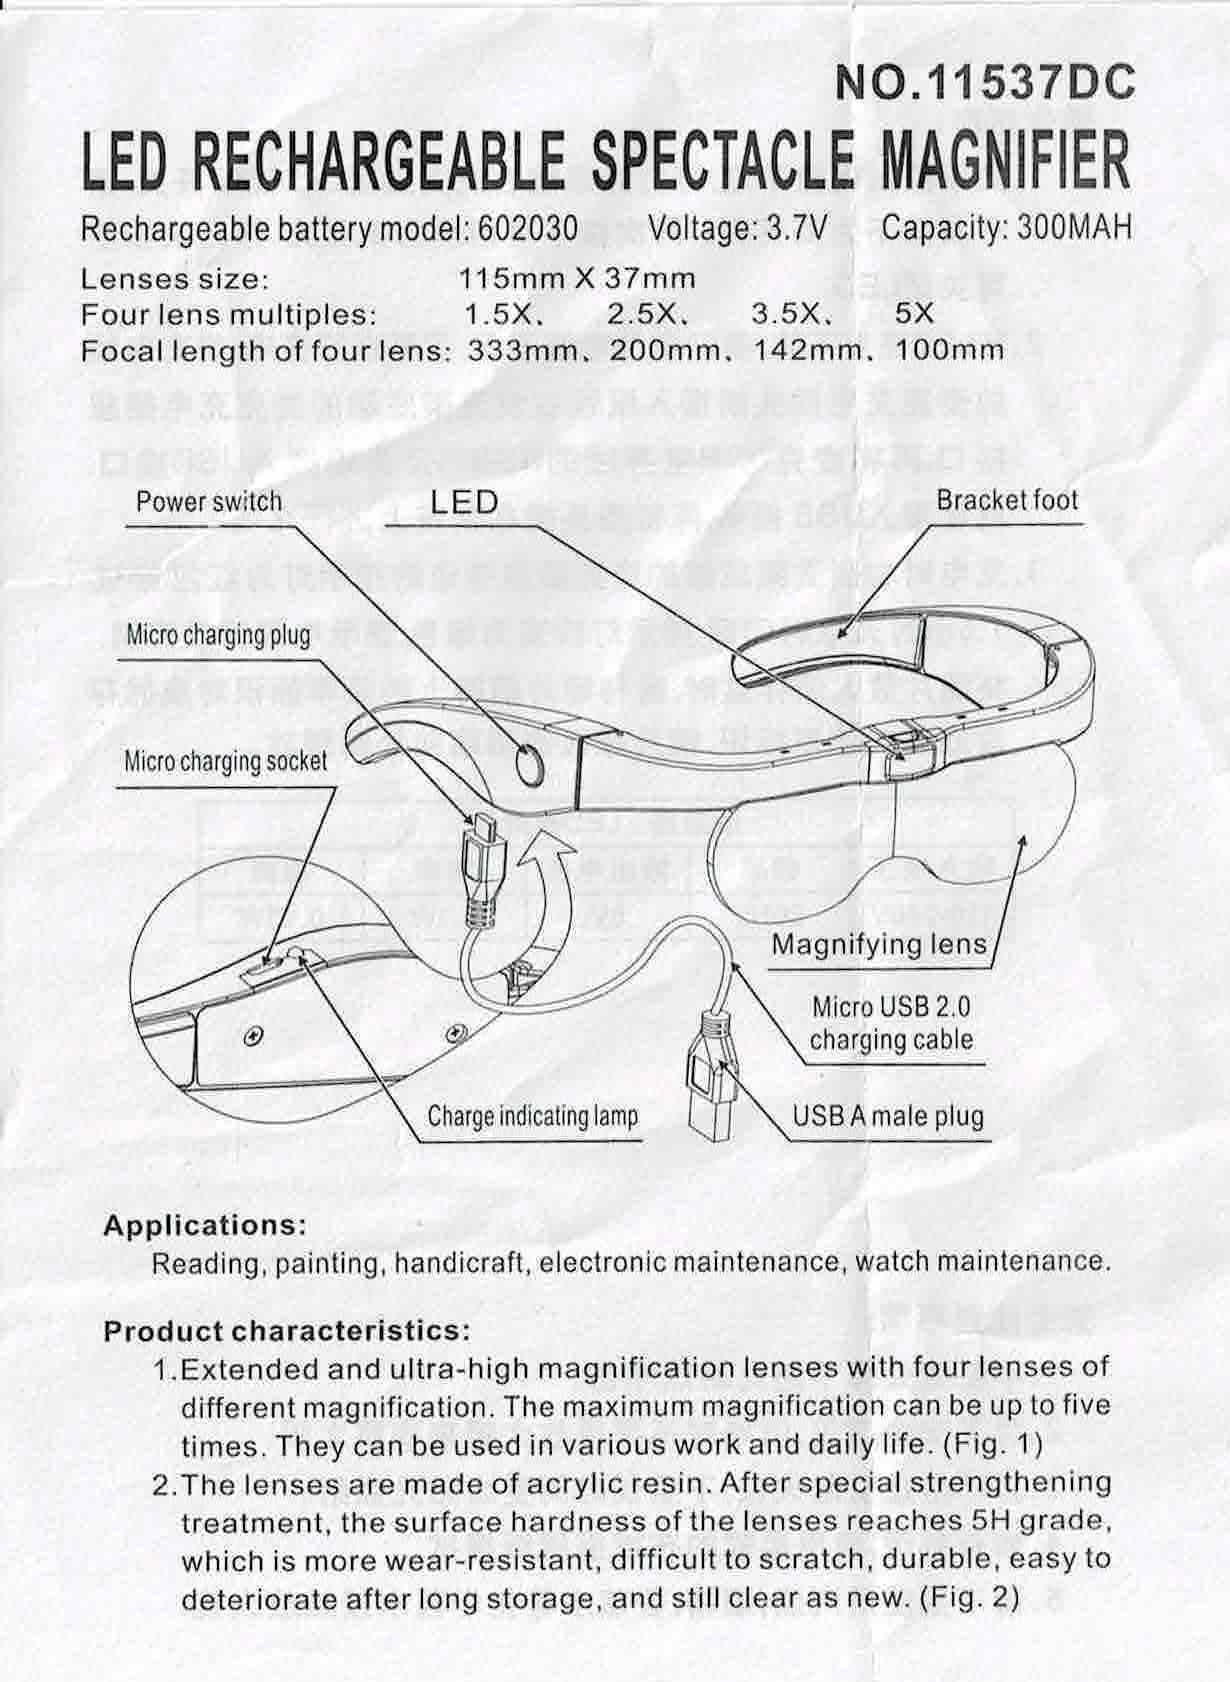 NO.11537DC
LED RECHARGEABLE SPECTACLE MAGNIFIER
Rechargeable battery model: 602030 Voltage: 3.7V Capacity: 300MAH
Lenses size: 115mm X 37mm
Four lens multiples: 1.5X、 2.5X、 3.5X、 5X
Focal length of four lens: 333mm、 200mm、 142mm、 100mm
Power switch
LED
Bracket foot
Micro charging plug
Micro charging socket
Magnifying lens
Micro USB 2.0
charging cable
Charge indicating lamp
USB A male plug
Applications:
Reading, painting, handicraft, electronic maintenance, watch maintenance.
Product characteristics:
1.Extended and ultra-high magnification lenses with four lenses of
different magnification. The maximum magnification can be up to five
times. They can be used in various work and daily life. (Fig. 1)
2.The lenses are made of acrylic resin. After special strengthening
treatment, the surface hardness of the lenses reaches 5H grade,
which is more wear-resistant, difficult to scratch, durable, easy to
deteriorate after long storage, and still clear as new. (Fig. 2)